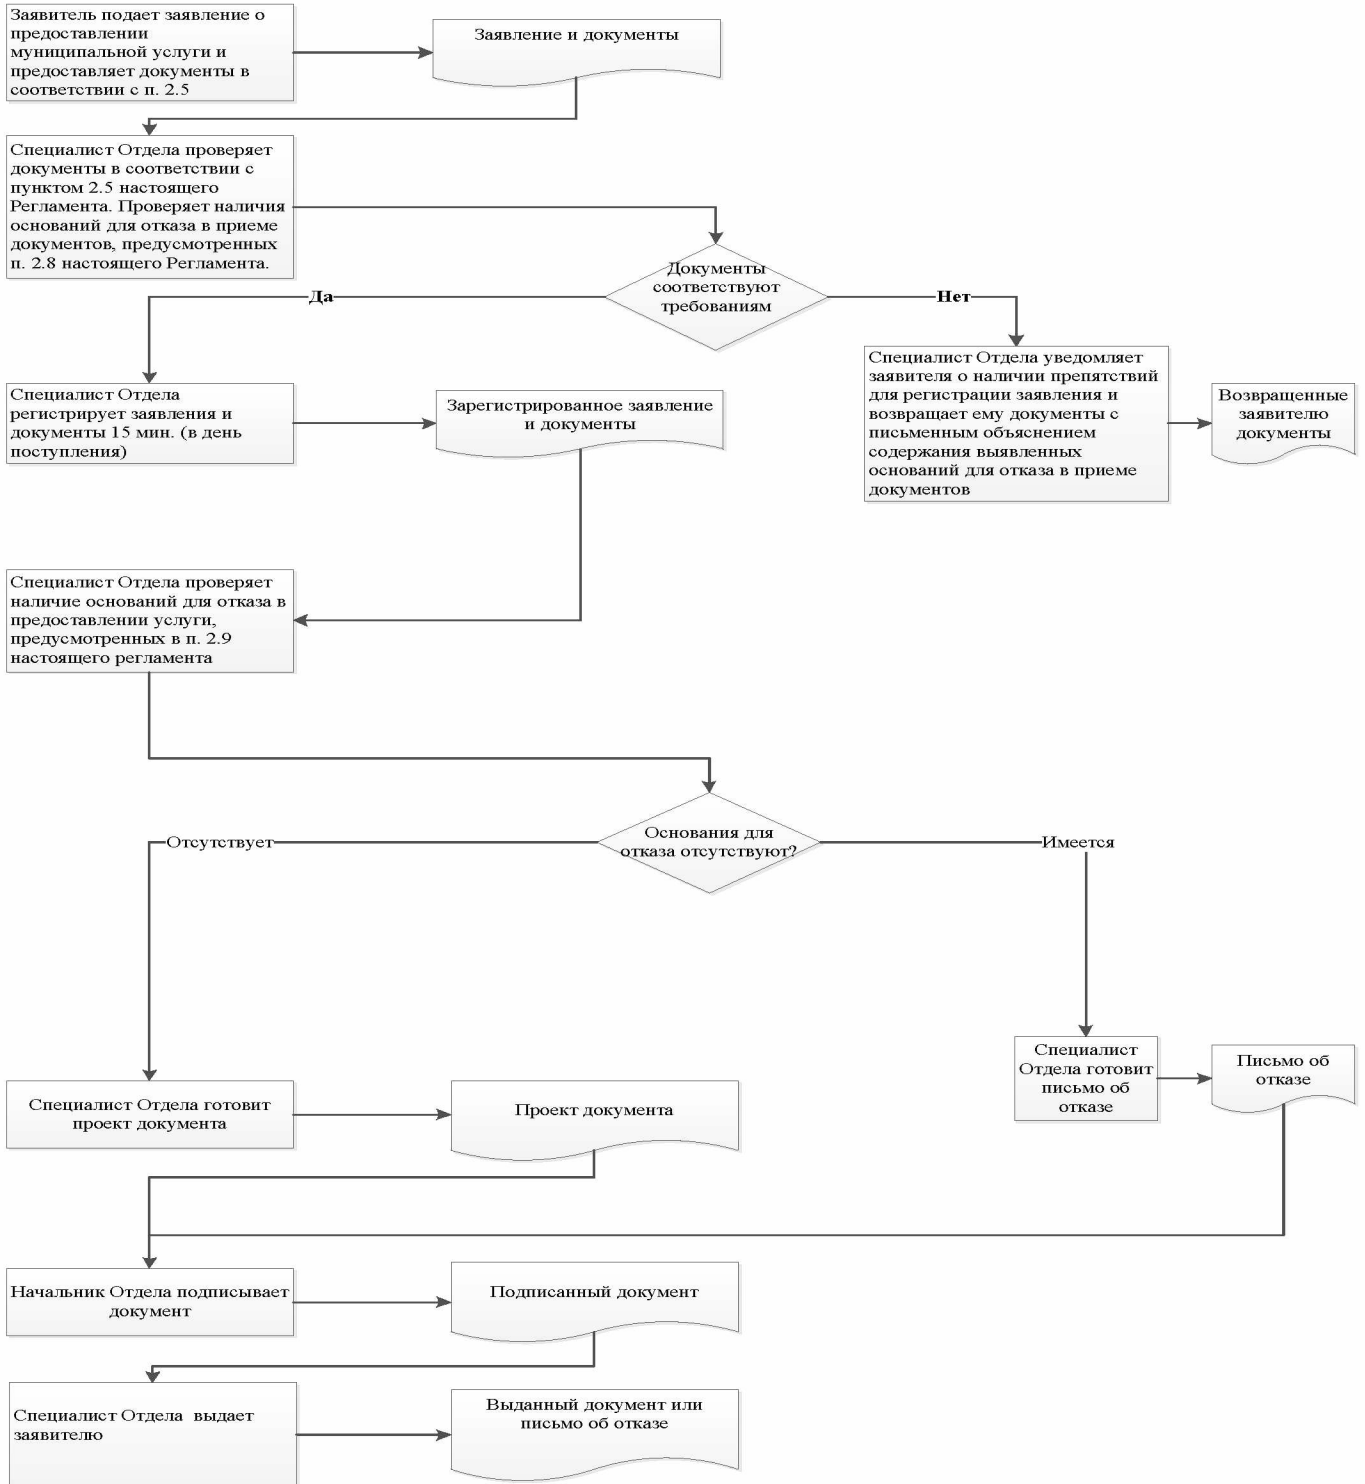 Заявитель подает заявление о
предоставлении
муниципальной услуги и
предоставляет документы в
соответствии с п. 2.5
Заявление и документы
Специалист Отдела проверяет
документы в соответствии с
пунктом 2.5 настоящего
Регламента. Проверяет наличия
оснований для отказа в приеме
документов, предусмотренных
п. 2.8 настоящего Регламента.
Документы
соответствуют
требованиям
Да
Нет
Специалист Отдела
регистрирует заявления и
документы 15 мин. (в день
поступления)
Зарегистрированное заявление
и документы
Специалист Отдела уведомляет
заявителя о наличии препятствий
для регистрации заявления и
возвращает ему документы с
письменным объяснением
содержания выявленных
оснований для отказа в приеме
документов
Возвращенные
заявителю
документы
Специалист Отдела проверяет
наличие оснований для отказа в
предоставлении услуги,
предусмотренных в п. 2.9
настоящего регламента
Основания для
отказа отсутствуют?
Отсутствует
Имеется
Специалист
Отдела готовит
письмо об
отказе
Письмо об
отказе
Специалист Отдела готовит
проект документа
Проект документа
Начальник Отдела подписывает
документ
Подписанный документ
Специалист Отдела  выдает
заявителю
Выданный документ или
письмо об отказе